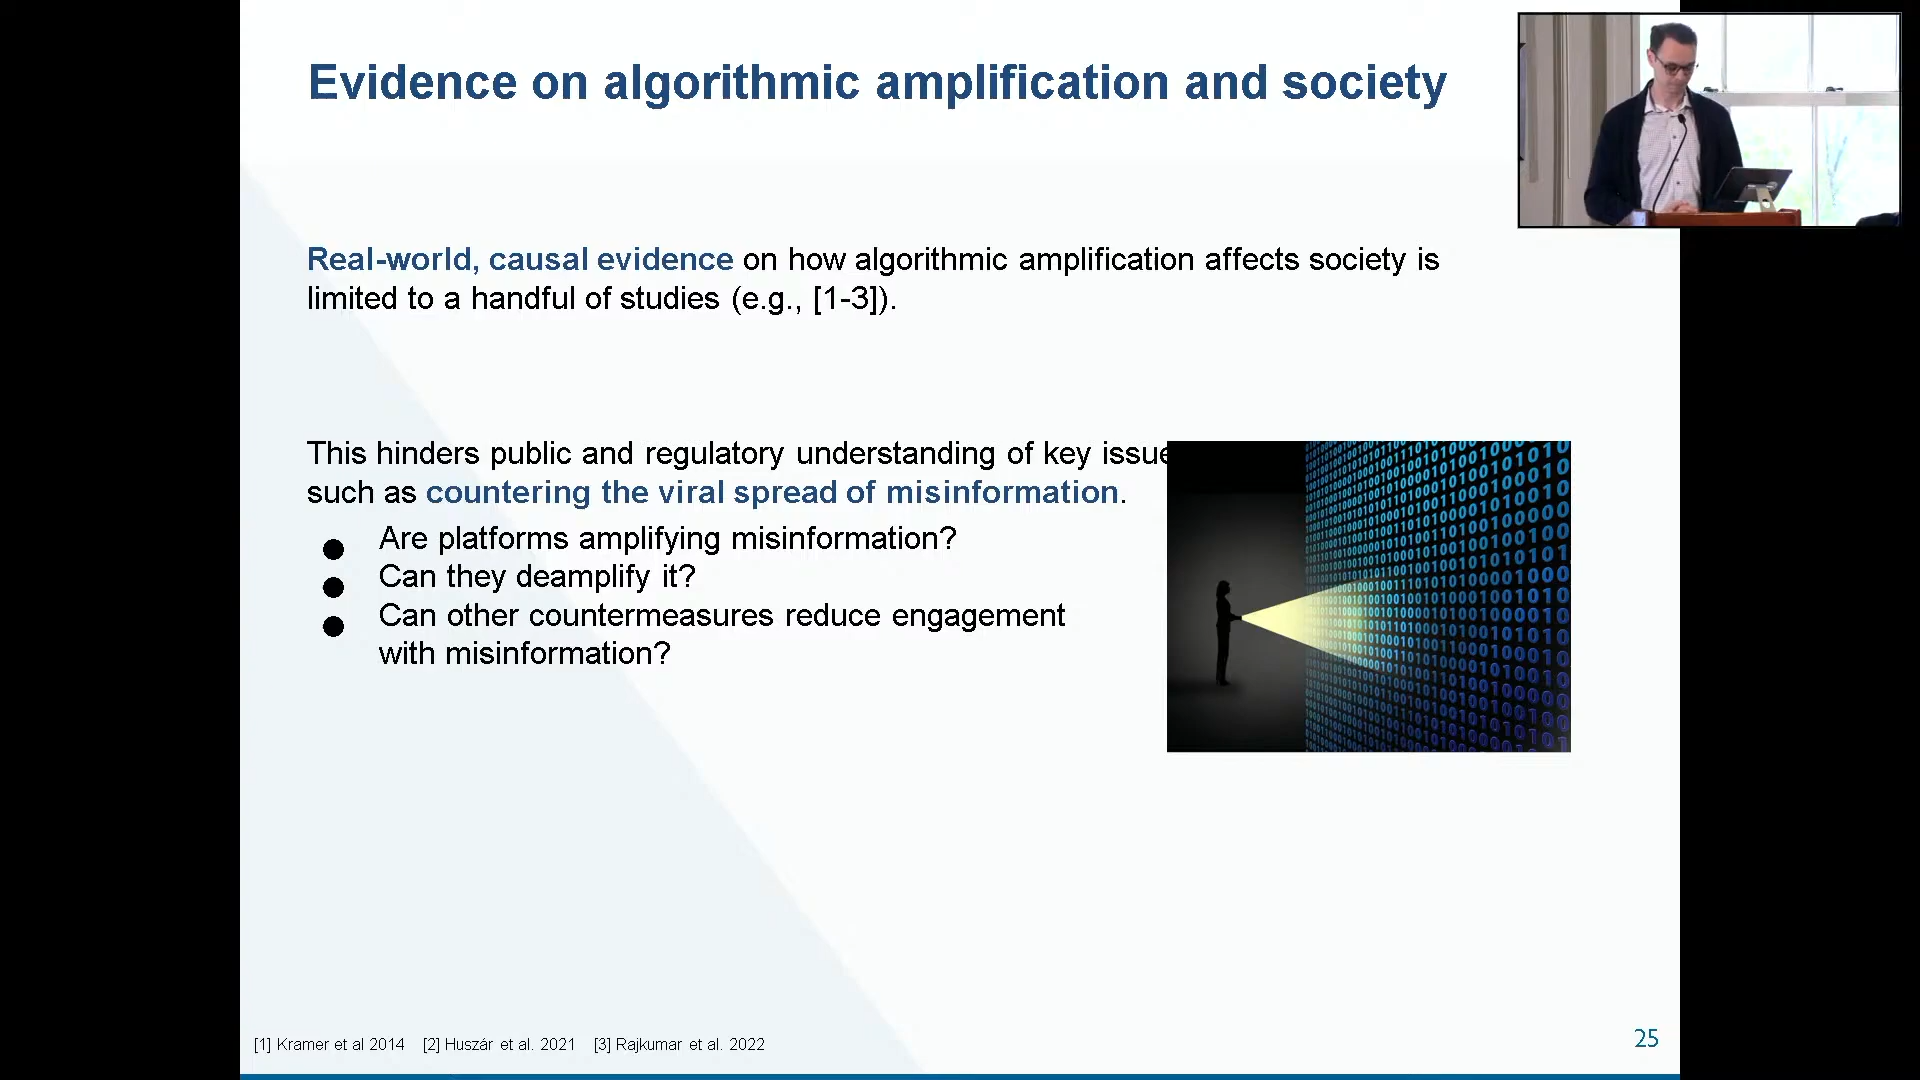 Evidence on algorithmic amplification and society
Real-world, causal evidence on how algorithmic amplification affects society is
limited to a handful of studies (e.g., [1-3]).
This hinders public and regulatory understanding of key issue
such as countering the viral spread of misinformation.
● Are platforms amplifying misinformation?
● Can they deamplify it?
● Can other countermeasures reduce engagement
with misinformation?
[1] Kramer et al 2014 [2] Huszár et al. 2021 [3] Rajkumar et al. 2022
25